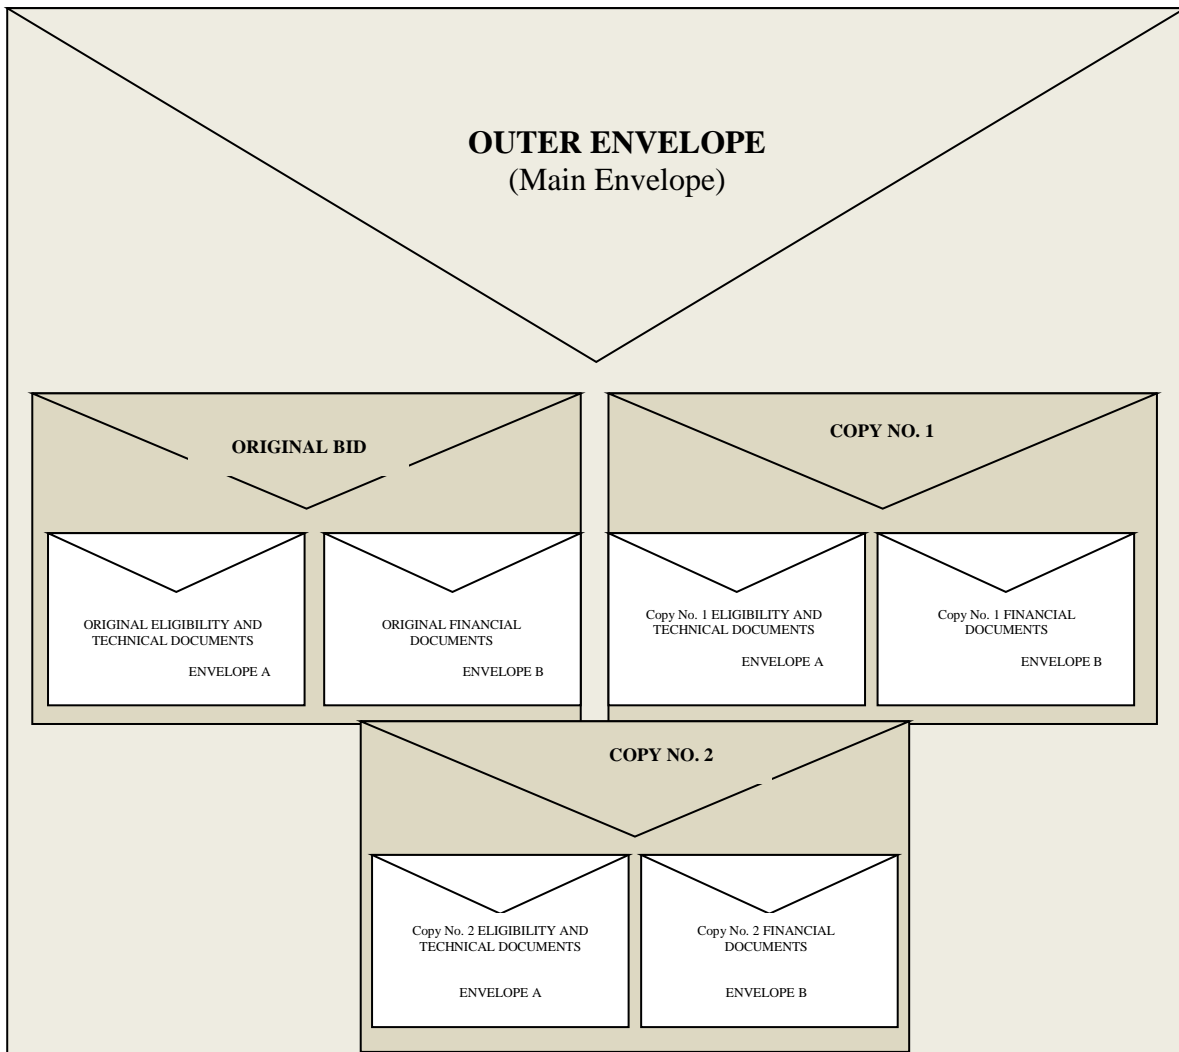 OUTER ENVELOPE
(Main Envelope)
ORIGINAL BID
ORIGINAL ELIGIBILITY AND
TECHNICAL DOCUMENTS
ENVELOPE A
ORIGINAL FINANCIAL
DOCUMENTS
ENVELOPE B
COPY NO. 1
Copy No. 1 ELIGIBILITY AND
TECHNICAL DOCUMENTS
ENVELOPE A
Copy No. 1 FINANCIAL
DOCUMENTS
ENVELOPE B
COPY NO. 2
Copy No. 2 ELIGIBILITY AND
TECHNICAL DOCUMENTS
ENVELOPE A
Copy No. 2 FINANCIAL
DOCUMENTS
ENVELOPE B